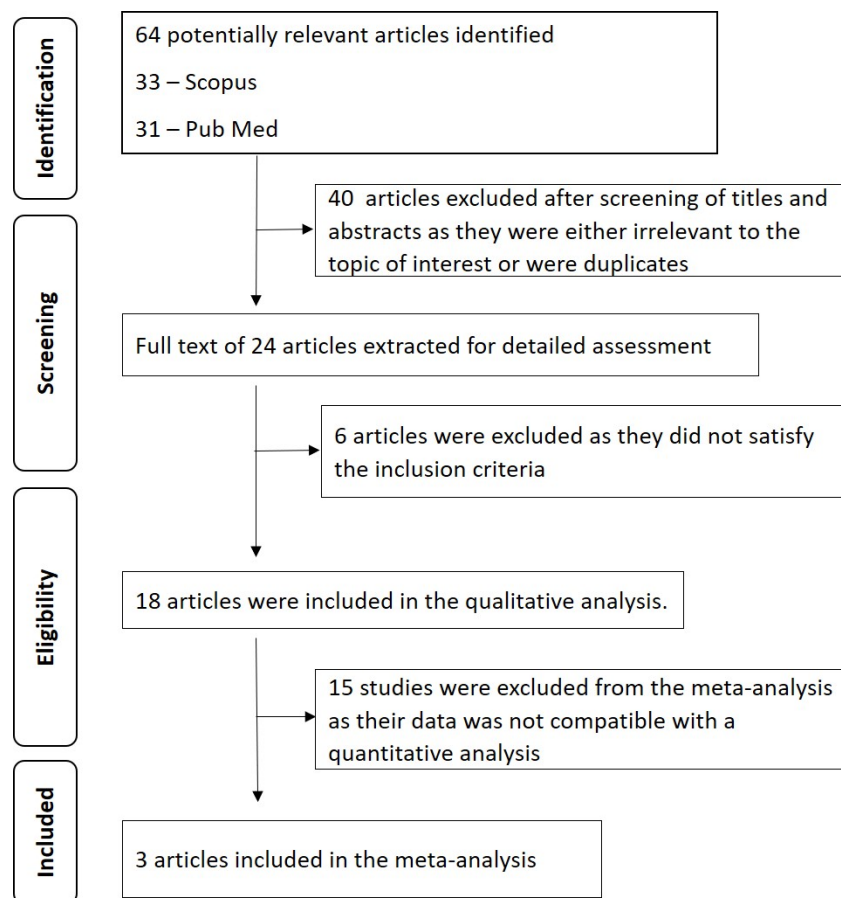 Identification
64 potentially relevant articles identified
33 – Scopus
31 – Pub Med
40 articles excluded after screening of titles and
abstracts as they were either irrelevant to the
topic of interest or were duplicates
Screening
Full text of 24 articles extracted for detailed assessment
6 articles were excluded as they did not satisfy
the inclusion criteria
Eligibility
18 articles were included in the qualitative analysis.
15 studies were excluded from the meta-analysis
as their data was not compatible with a
quantitative analysis
Included
3 articles included in the meta-analysis